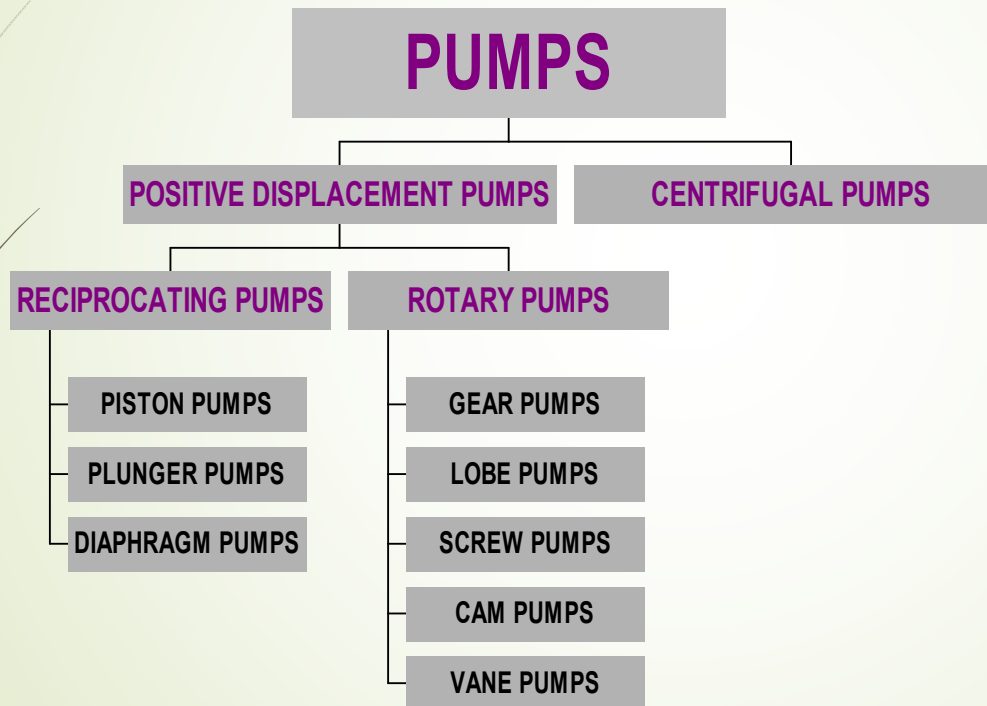 PUMPS
POSITIVE DISPLACEMENT PUMPS
CENTRIFUGAL PUMPS
RECIPROCATING PUMPS
ROTARY PUMPS
PISTON PUMPS
PLUNGER PUMPS
DIAPHRAGM PUMPS
GEAR PUMPS
LOBE PUMPS
SCREW PUMPS
CAM PUMPS
VANE PUMPS